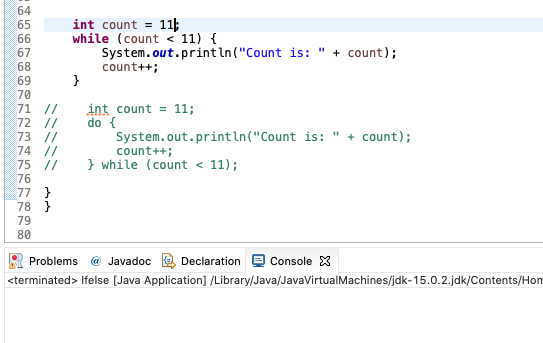 64
65 int count = 11;
66 while (count < 11) {
67 System.out.println("Count is: " + count);
68 count++;
69 }
70
71 // int count = 11;
72 // do {
73 // System.out.println("Count is: " + count);
74 // count++;
75 // } while (count < 11);
76
77 }
78 }
79
80
Problems @ Javadoc Declaration Console
<terminated> Ifelse [Java Application] /Library/Java/JavaVirtualMachines/jdk-15.0.2.jdk/Contents/Hom